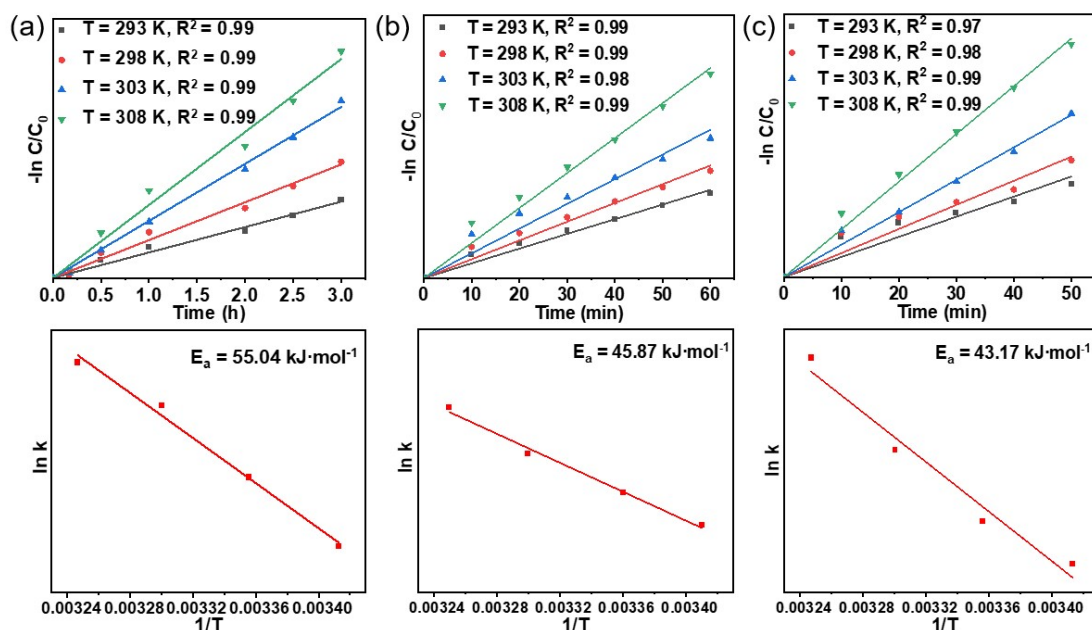 (a)
T = 293 K, R² = 0.99
T = 298 K, R² = 0.99
T = 303 K, R² = 0.99
T = 308 K, R² = 0.99
-ln C/C₀
0.0 0.5 1.0 2.0 2.5 3.0
Time (h)
(b)
T = 293 K, R² = 0.99
T = 298 K, R² = 0.99
T = 303 K, R² = 0.98
T = 308 K, R² = 0.99
-ln C/C₀
0 10 20 30 40 50 60
Time (min)
(c)
T = 293 K, R² = 0.97
T = 298 K, R² = 0.98
T = 303 K, R² = 0.99
T = 308 K, R² = 0.99
-ln C/C₀
0 10 20 30 40 50
Time (min)
Eₐ = 55.04 kJ·mol⁻¹
ln k
0.00324 0.00328 0.00332 0.00336 0.00340
1/T
Eₐ = 45.87 kJ·mol⁻¹
ln k
0.00324 0.00328 0.00332 0.00336 0.00340
1/T
Eₐ = 43.17 kJ·mol⁻¹
ln k
0.00324 0.00328 0.00332 0.00336 0.00340
1/T